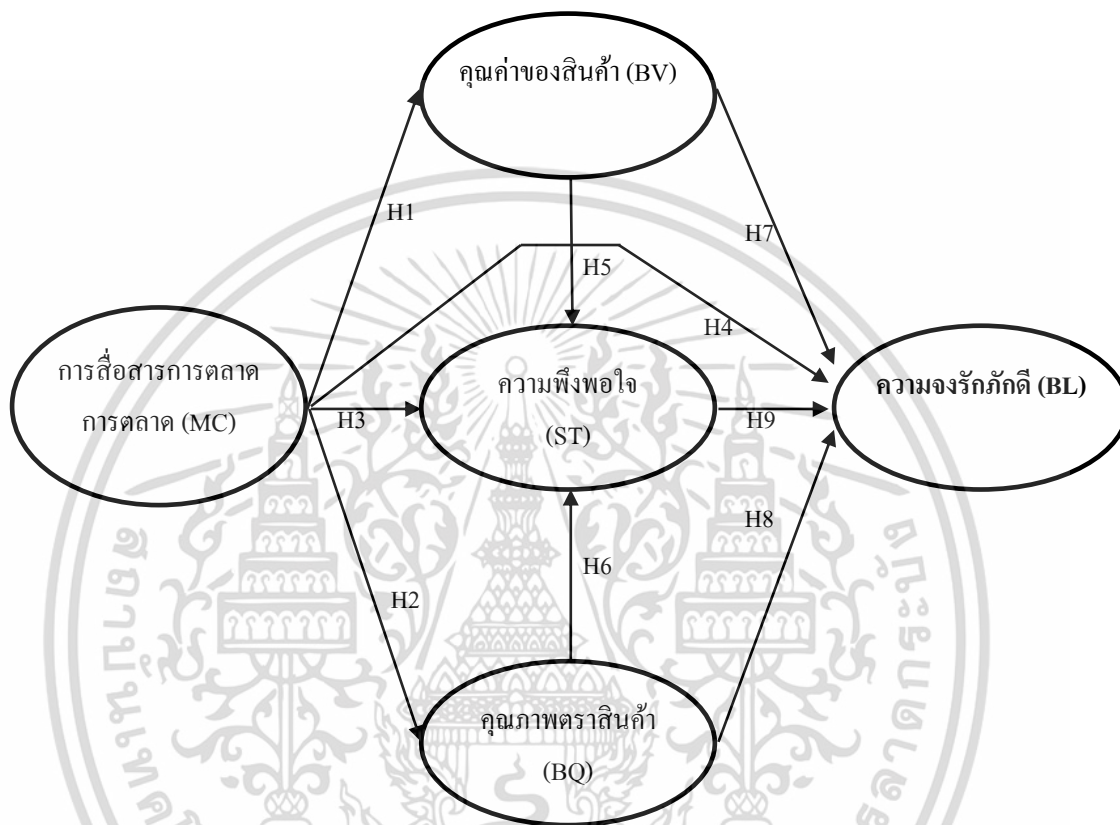 คุณค่าของสินค้า (BV)
H1
H7
H5
H4
การสื่อสารการตลาด
การตลาด (MC)
H3
ความพึงพอใจ
(ST)
H9
ความจงรักภักดี (BL)
H2
H6
H8
คุณภาพตราสินค้า
(BQ)